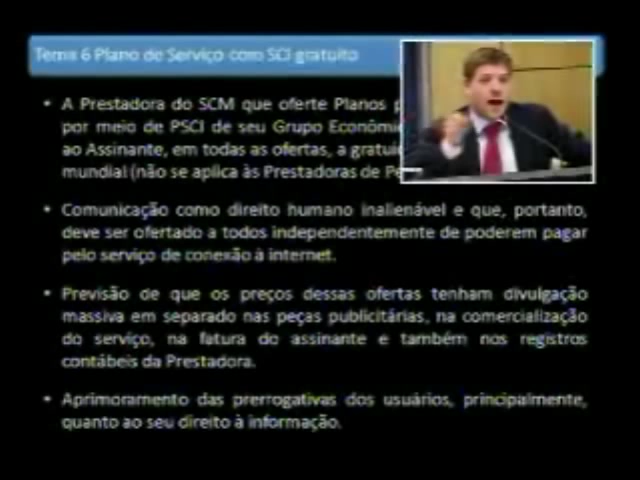 Tema 6 Plano de Serviço com SCI gratuito
• A Prestadora do SCM que oferte Planos
por meio de PSCI de seu Grupo Econômi
ao Assinante, em todas as ofertas, a gratui
mundial (não se aplica às Prestadoras de Pe
• Comunicação como direito humano inalienável e que, portanto,
deve ser ofertado a todos independentemente de poderem pagar
pelo serviço de conexão à internet.
• Previsão de que os preços dessas ofertas tenham divulgação
massiva em separado nas peças publicitárias, na comercialização
do serviço, na fatura do assinante e também nos registros
contábeis da Prestadora.
• Aprimoramento das prerrogativas dos usuários, principalmente,
quanto ao seu direito à informação.